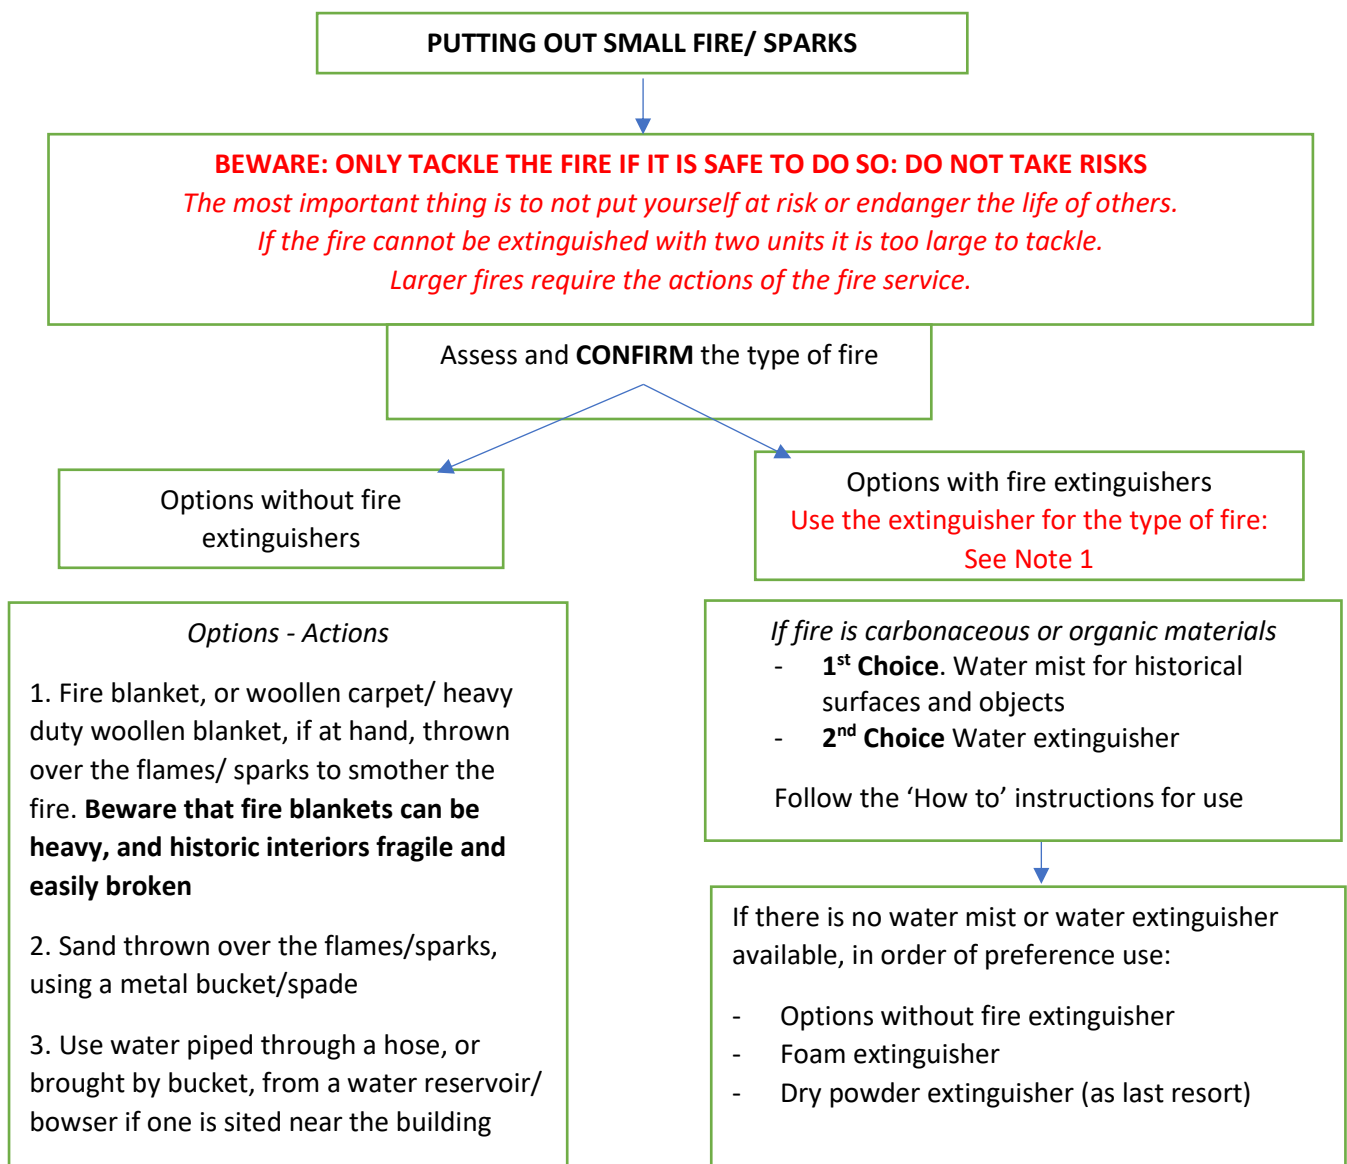 PUTTING OUT SMALL FIRE/ SPARKS
BEWARE: ONLY TACKLE THE FIRE IF IT IS SAFE TO DO SO: DO NOT TAKE RISKS
The most important thing is to not put yourself at risk or endanger the life of others.
If the fire cannot be extinguished with two units it is too large to tackle.
Larger fires require the actions of the fire service.
Assess and CONFIRM the type of fire
Options without fire
extinguishers
Options with fire extinguishers
Use the extinguisher for the type of fire:
See Note 1
Options - Actions
1. Fire blanket, or woollen carpet/ heavy
duty woollen blanket, if at hand, thrown
over the flames/ sparks to smother the
fire. Beware that fire blankets can be
heavy, and historic interiors fragile and
easily broken
2. Sand thrown over the flames/sparks,
using a metal bucket/spade
3. Use water piped through a hose, or
brought by bucket, from a water reservoir/
bowser if one is sited near the building
If fire is carbonaceous or organic materials
- 1st Choice. Water mist for historical
surfaces and objects
- 2nd Choice Water extinguisher
Follow the ‘How to’ instructions for use
If there is no water mist or water extinguisher
available, in order of preference use:
- Options without fire extinguisher
- Foam extinguisher
- Dry powder extinguisher (as last resort)